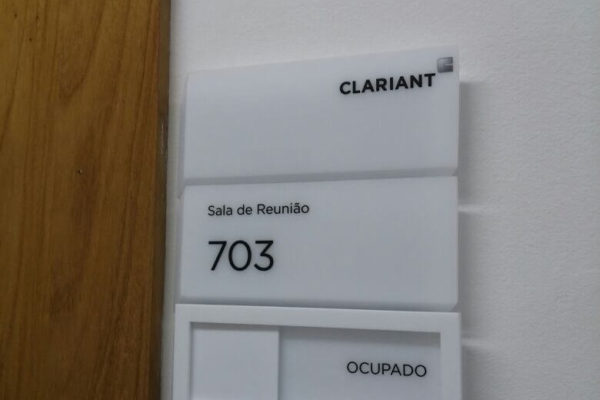 CLARIANT
Sala de Reunião
703
OCUPADO